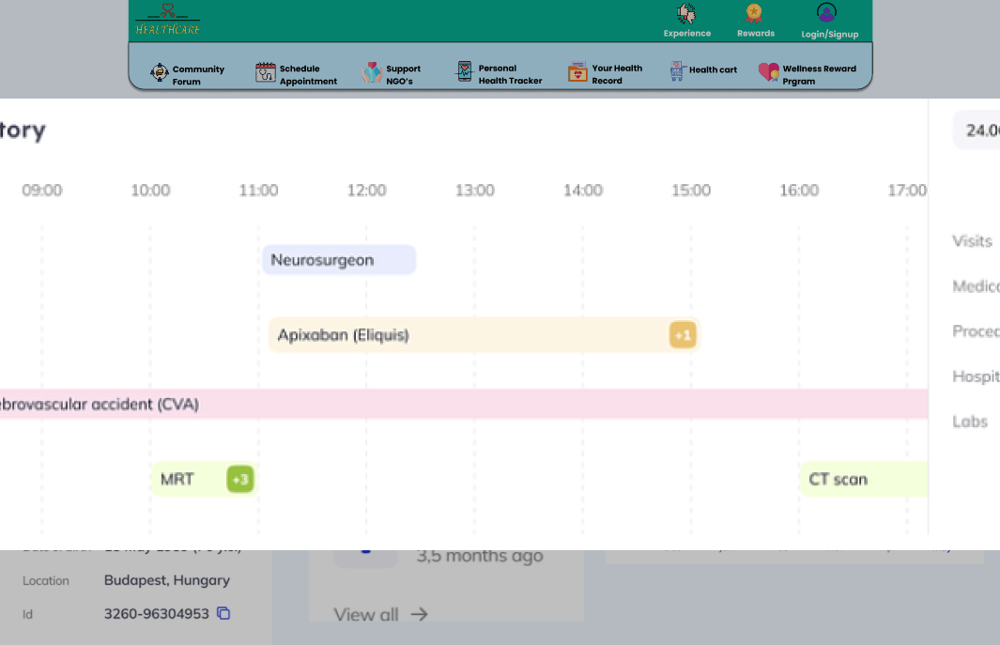 HEALTHCARE
Experience
Rewards
Login/Signup
Community
Forum
Schedule
Appointment
Support
NGO's
Personal
Health Tracker
Your Health
Record
Health cart
Wellness Reward
Prgram
tory
24.0
09:00 10:00 11:00 12:00 13:00 14:00 15:00 16:00 17:00
Neurosurgeon
Visits
Medic
Apixaban (Eliquis) +1
Proce
Hospit
ebrovascular accident (CVA)
Labs
MRT +3
CT scan
3,5 months ago
Location Budapest, Hungary
Id 3260-96304953
View all